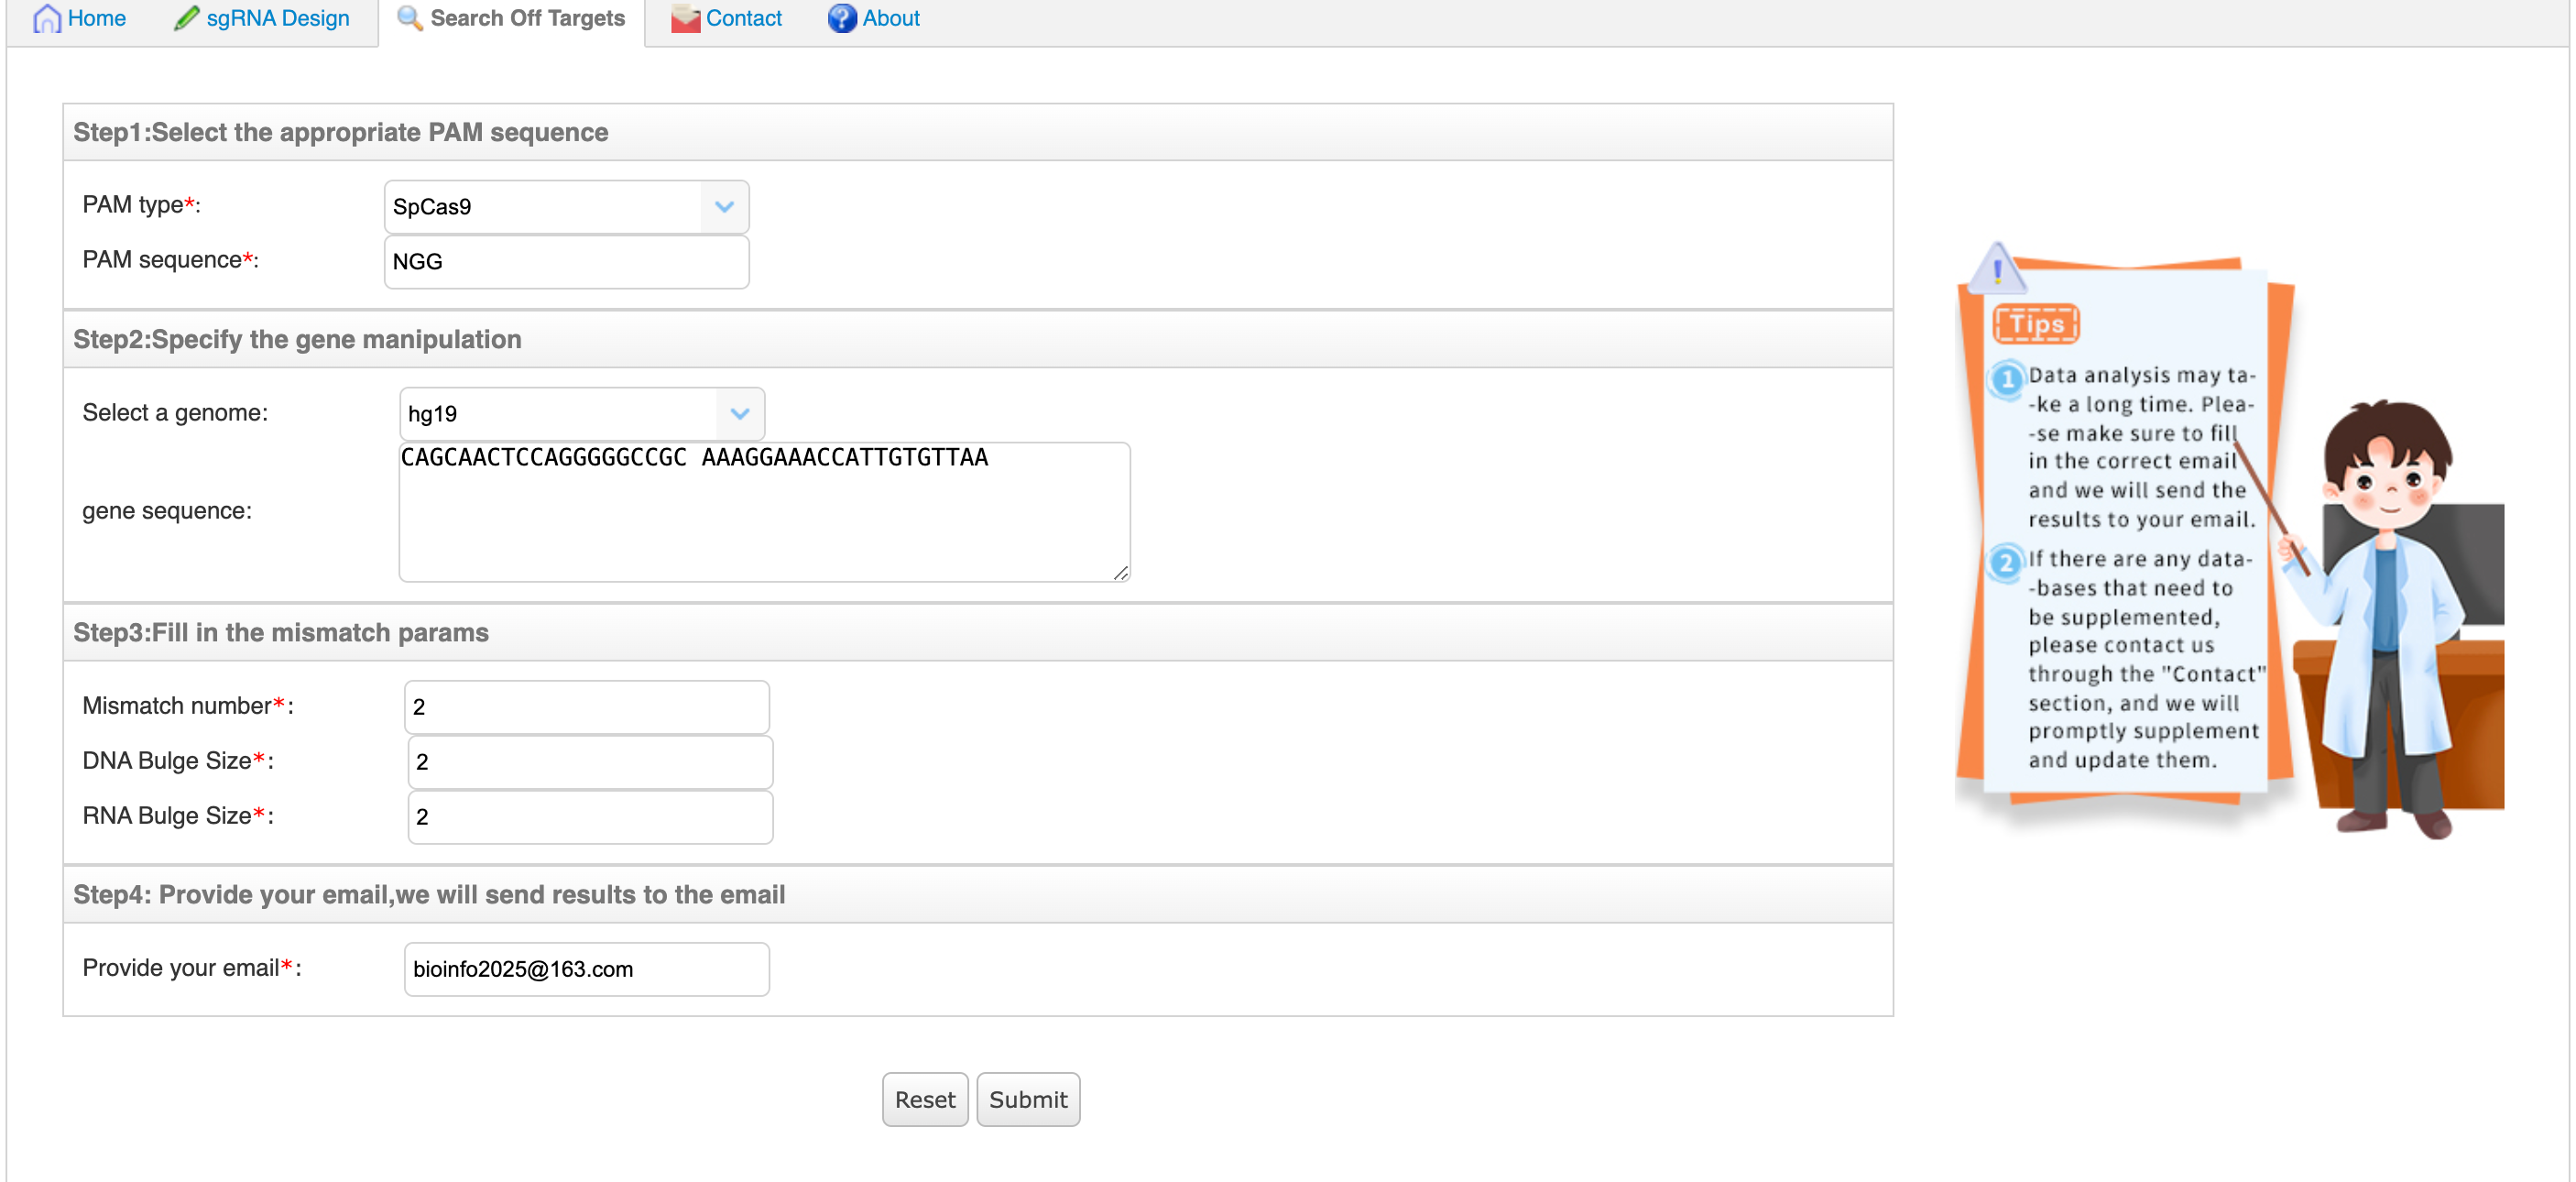 Home sgRNA Design Search Off Targets Contact About
Step1:Select the appropriate PAM sequence
PAM type*: SpCas9
PAM sequence*: NGG
Step2:Specify the gene manipulation
Select a genome: hg19
gene sequence: CAGCAACTCCAGGGGGCCGC AAAGGAAACCATTGTGTTAA
Step3:Fill in the mismatch params
Mismatch number*: 2
DNA Bulge Size*: 2
RNA Bulge Size*: 2
Step4: Provide your email,we will send results to the email
Provide your email*: bioinfo2025@163.com
Reset Submit
Tips
1 Data analysis may ta-
-ke a long time. Plea-
-se make sure to fill
in the correct email
and we will send the
results to your email.
2 If there are any data-
-bases that need to
be supplemented,
please contact us
through the "Contact"
section, and we will
promptly supplement
and update them.